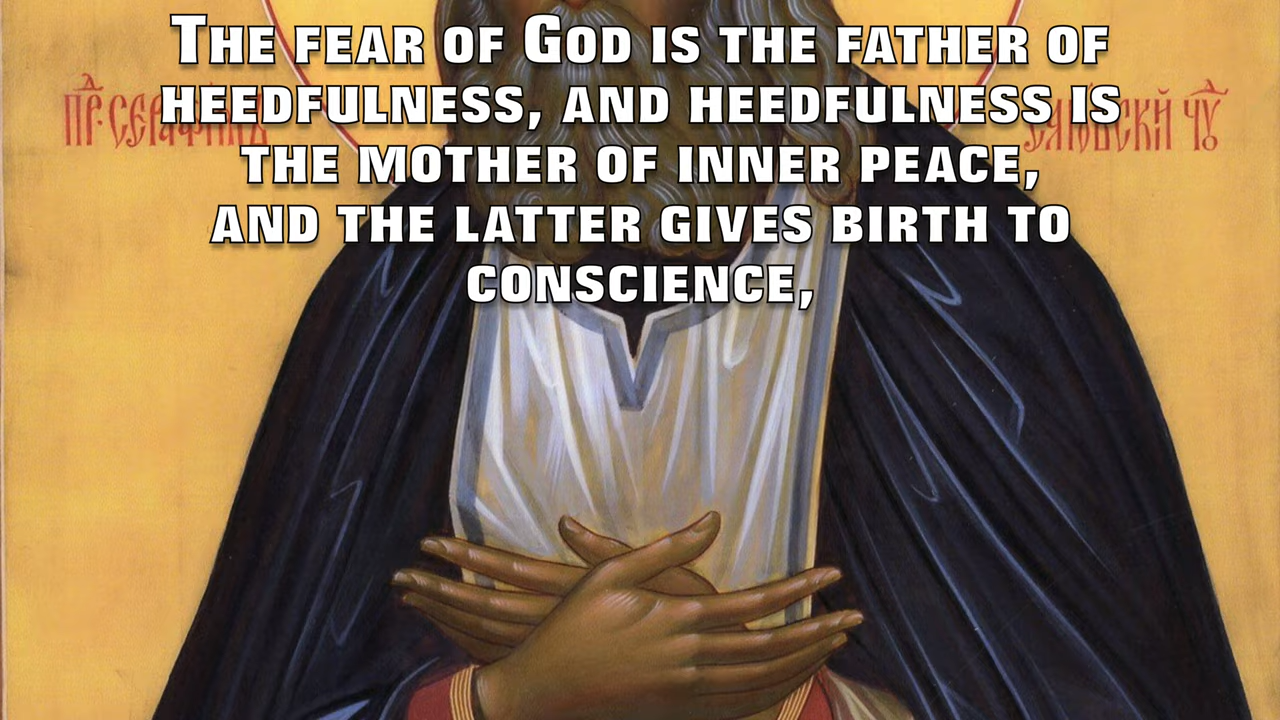 The fear of God is the father of
heedfulness, and heedfulness is
the mother of inner peace,
and the latter gives birth to
conscience,